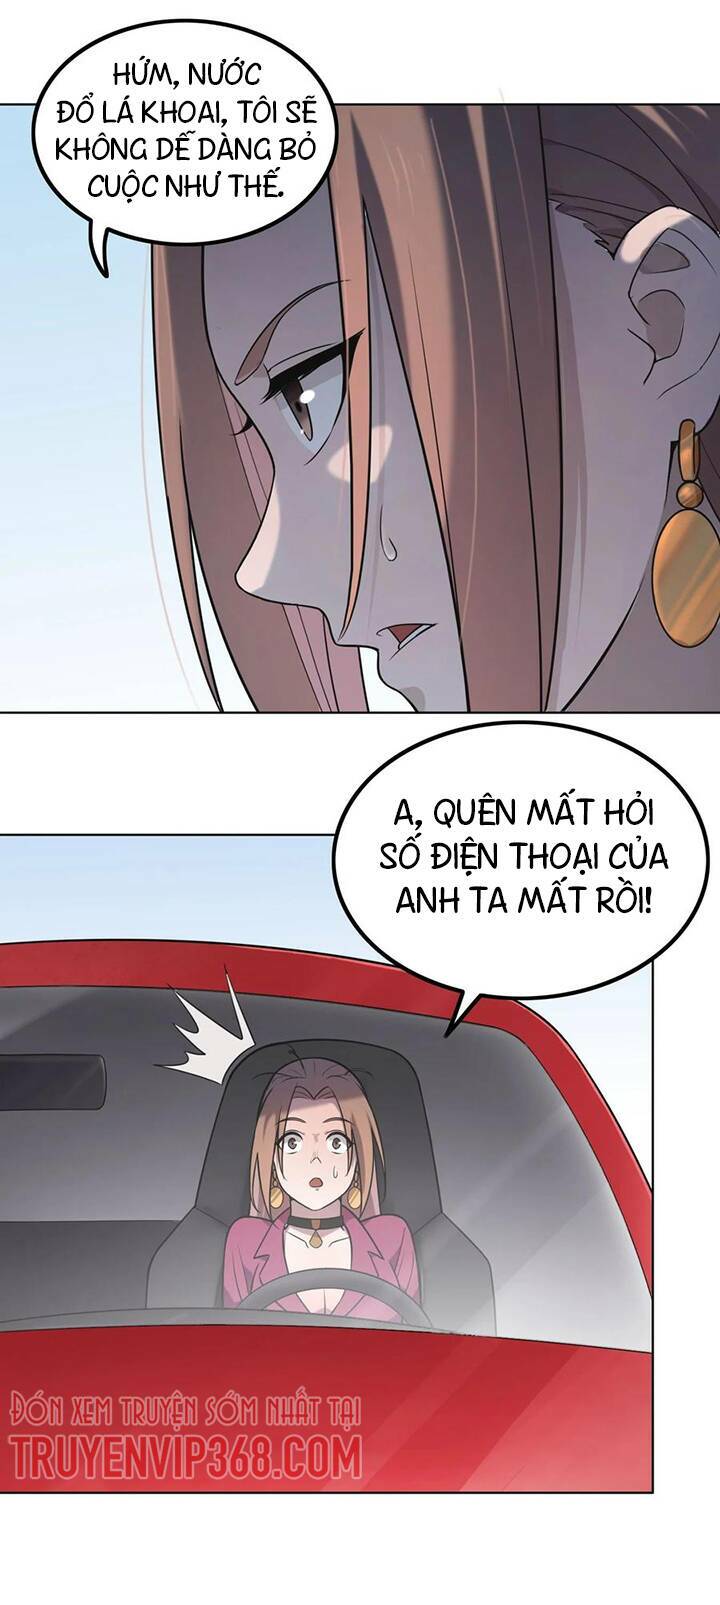 HỨM, NƯỚC
ĐỔ LÁ KHOAI, TÔI SẼ
KHÔNG DỄ DÀNG BỎ
CUỘC NHƯ THẾ.
A, QUÊN MẤT HỎI
SỐ ĐIỆN THOẠI CỦA
ANH TA MẤT RỒI!
ĐÓN XEM TRUYỆN SỚM NHẤT TẠI
TRUYENVIP368.COM